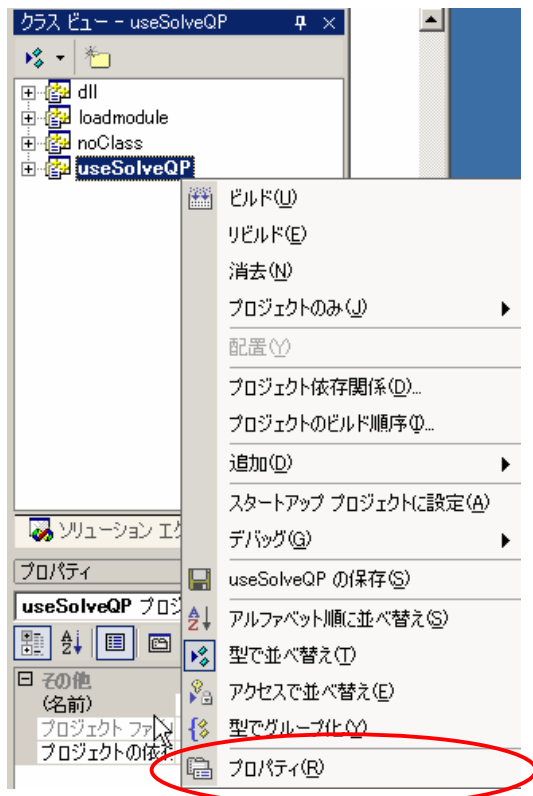 クラス ビュー - useSolveQP
dll
loadmodule
noClass
useSolveQP
ビルド(U)
リビルド(E)
消去(N)
プロジェクトのみ(J)
配置(Y)
プロジェクト依存関係(D)...
プロジェクトのビルド順序(I)...
追加(D)
スタートアップ プロジェクトに設定(A)
デバッグ(G)
useSolveQP の保存(S)
アルファベット順に並べ替え(S)
型で並べ替え(T)
アクセスで並べ替え(E)
型でグループ化(Y)
プロパティ(R)
ソリューション エク
プロパティ
useSolveQP プロジ
その他
(名前)
プロジェクト ファ
プロジェクトの依存